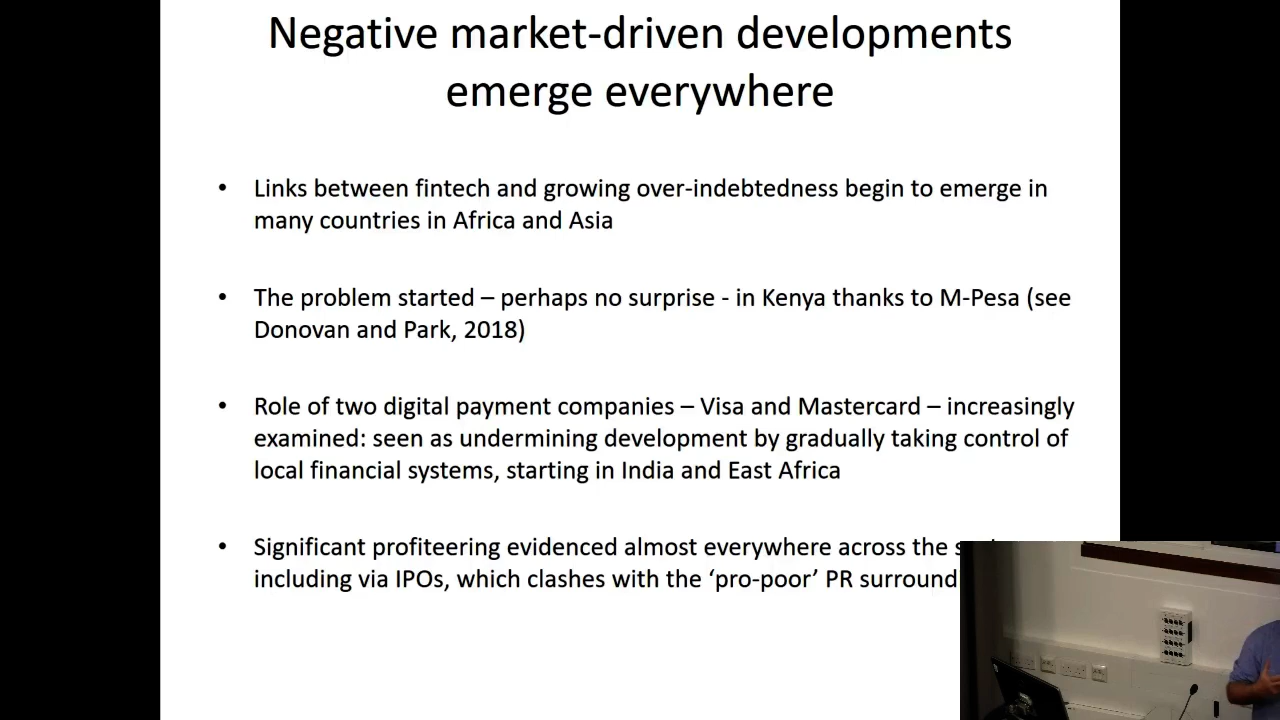 Negative market-driven developments
emerge everywhere
• Links between fintech and growing over-indebtedness begin to emerge in
many countries in Africa and Asia
• The problem started – perhaps no surprise - in Kenya thanks to M-Pesa (see
Donovan and Park, 2018)
• Role of two digital payment companies – Visa and Mastercard – increasingly
examined: seen as undermining development by gradually taking control of
local financial systems, starting in India and East Africa
• Significant profiteering evidenced almost everywhere across the
including via IPOs, which clashes with the ‘pro-poor’ PR